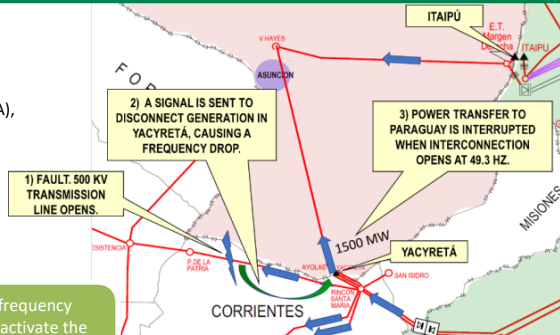 ITAIPÚ
E.T.
Margen
ITAIPU
V.HAYES
ASUNCION
A),
2) A SIGNAL IS SENT TO
DISCONNECT GENERATION IN
YACYRETÁ, CAUSING A
FREQUENCY DROP.
3) POWER TRANSFER TO
PARAGUAY IS INTERRUPTED
WHEN INTERCONNECTION
OPENS AT 49.3 HZ.
1) FAULT. 500 KV
TRANSMISSION
LINE OPENS.
MISIONES
1500 MW
YACYRETÁ
P.DE LA
PATRIA
AYOLAS
SAN ISIDRO
RINCON
SANTA
MARIA
CORRIENTES
frequency
activate the